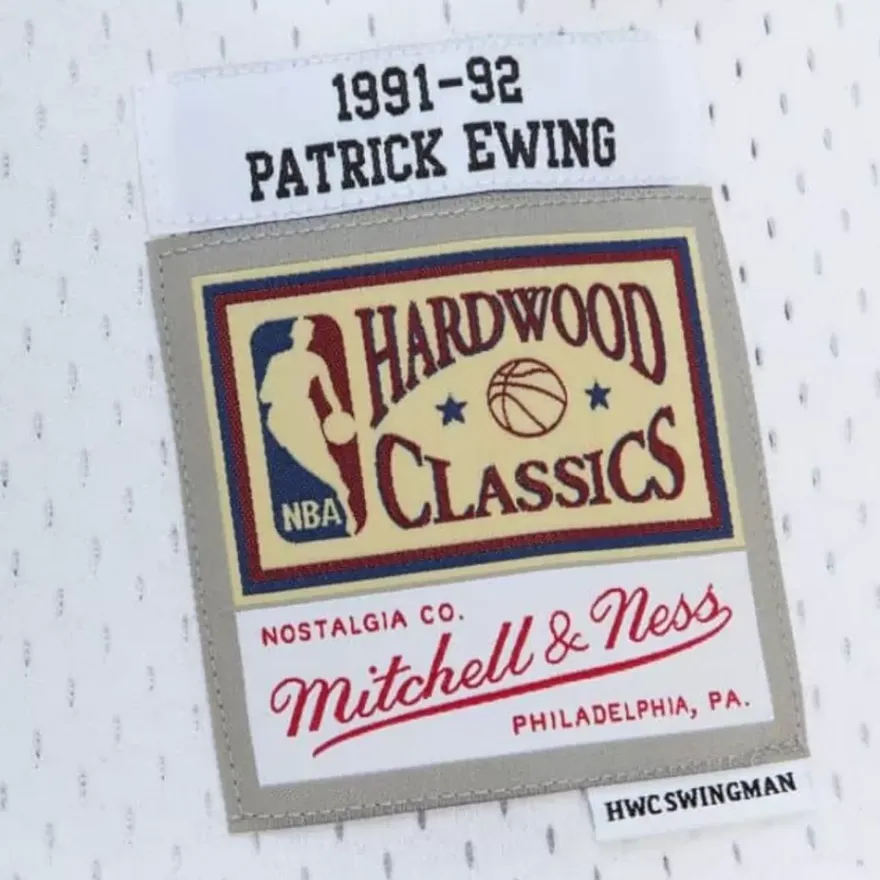 1991-92
PATRICK EWING
HARDWOOD
CLASSICS
NBA
NOSTALGIA CO.
Mitchell & Ness
PHILADELPHIA, PA.
HWC SWINGMAN